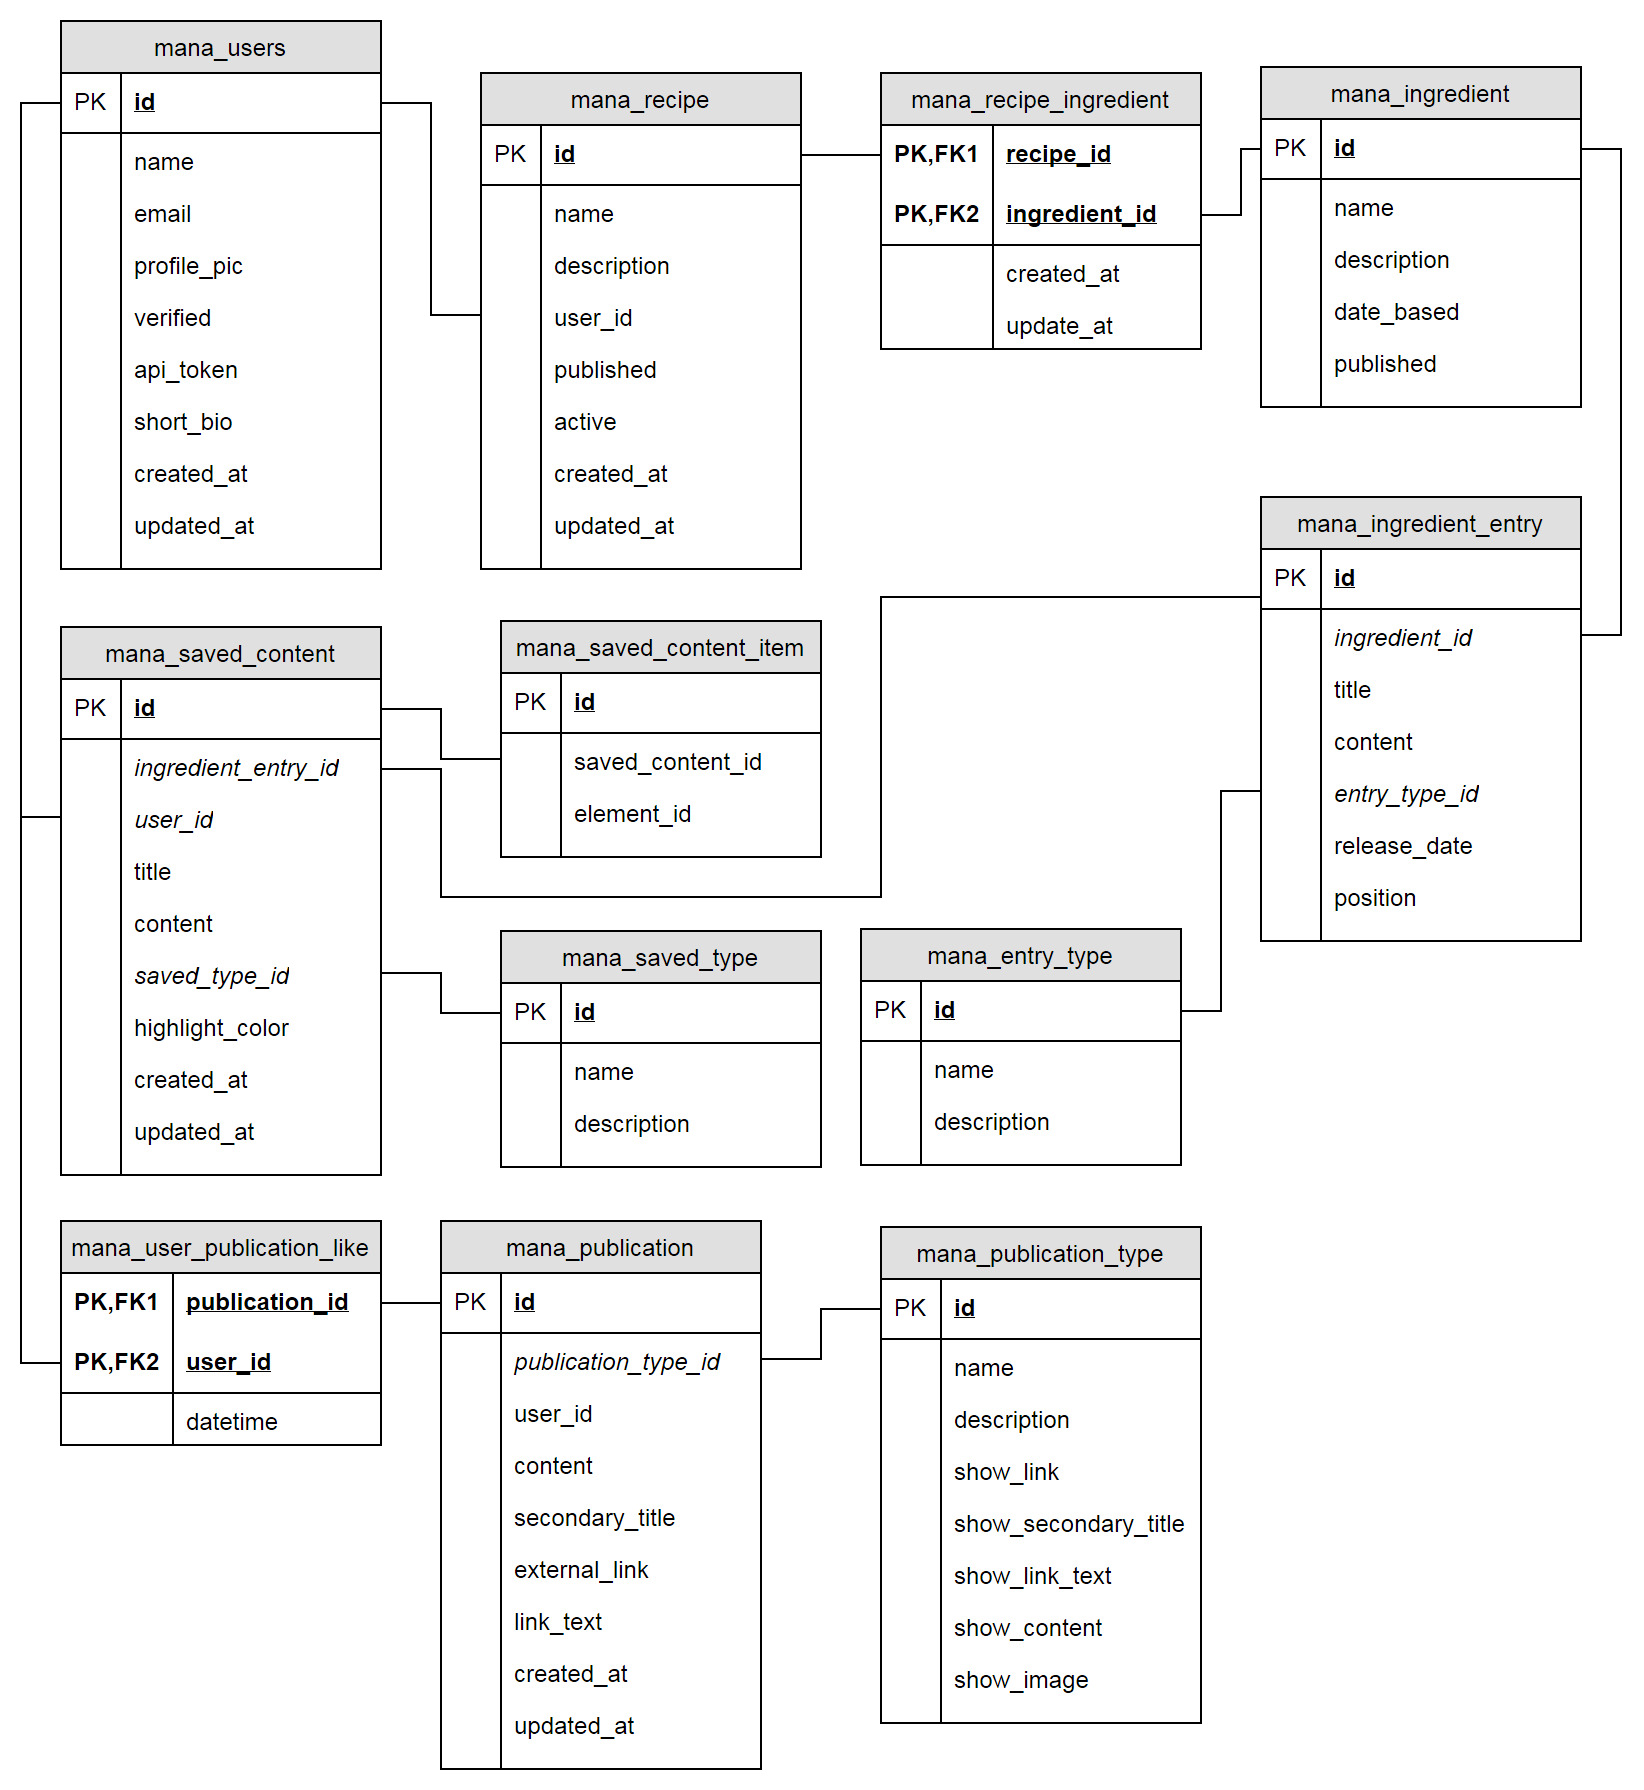 mana_users
PK id
name
email
profile_pic
verified
api_token
short_bio
created_at
updated_at
mana_recipe
PK id
name
description
user_id
published
active
created_at
updated_at
mana_recipe_ingredient
PK,FK1 recipe_id
PK,FK2 ingredient_id
created_at
update_at
mana_ingredient
PK id
name
description
date_based
published
mana_ingredient_entry
PK id
ingredient_id
title
content
entry_type_id
release_date
position
mana_saved_content
PK id
ingredient_entry_id
user_id
title
content
saved_type_id
highlight_color
created_at
updated_at
mana_saved_content_item
PK id
saved_content_id
element_id
mana_saved_type
PK id
name
description
mana_entry_type
PK id
name
description
mana_user_publication_like
PK,FK1 publication_id
PK,FK2 user_id
datetime
mana_publication
PK id
publication_type_id
user_id
content
secondary_title
external_link
link_text
created_at
updated_at
mana_publication_type
PK id
name
description
show_link
show_secondary_title
show_link_text
show_content
show_image